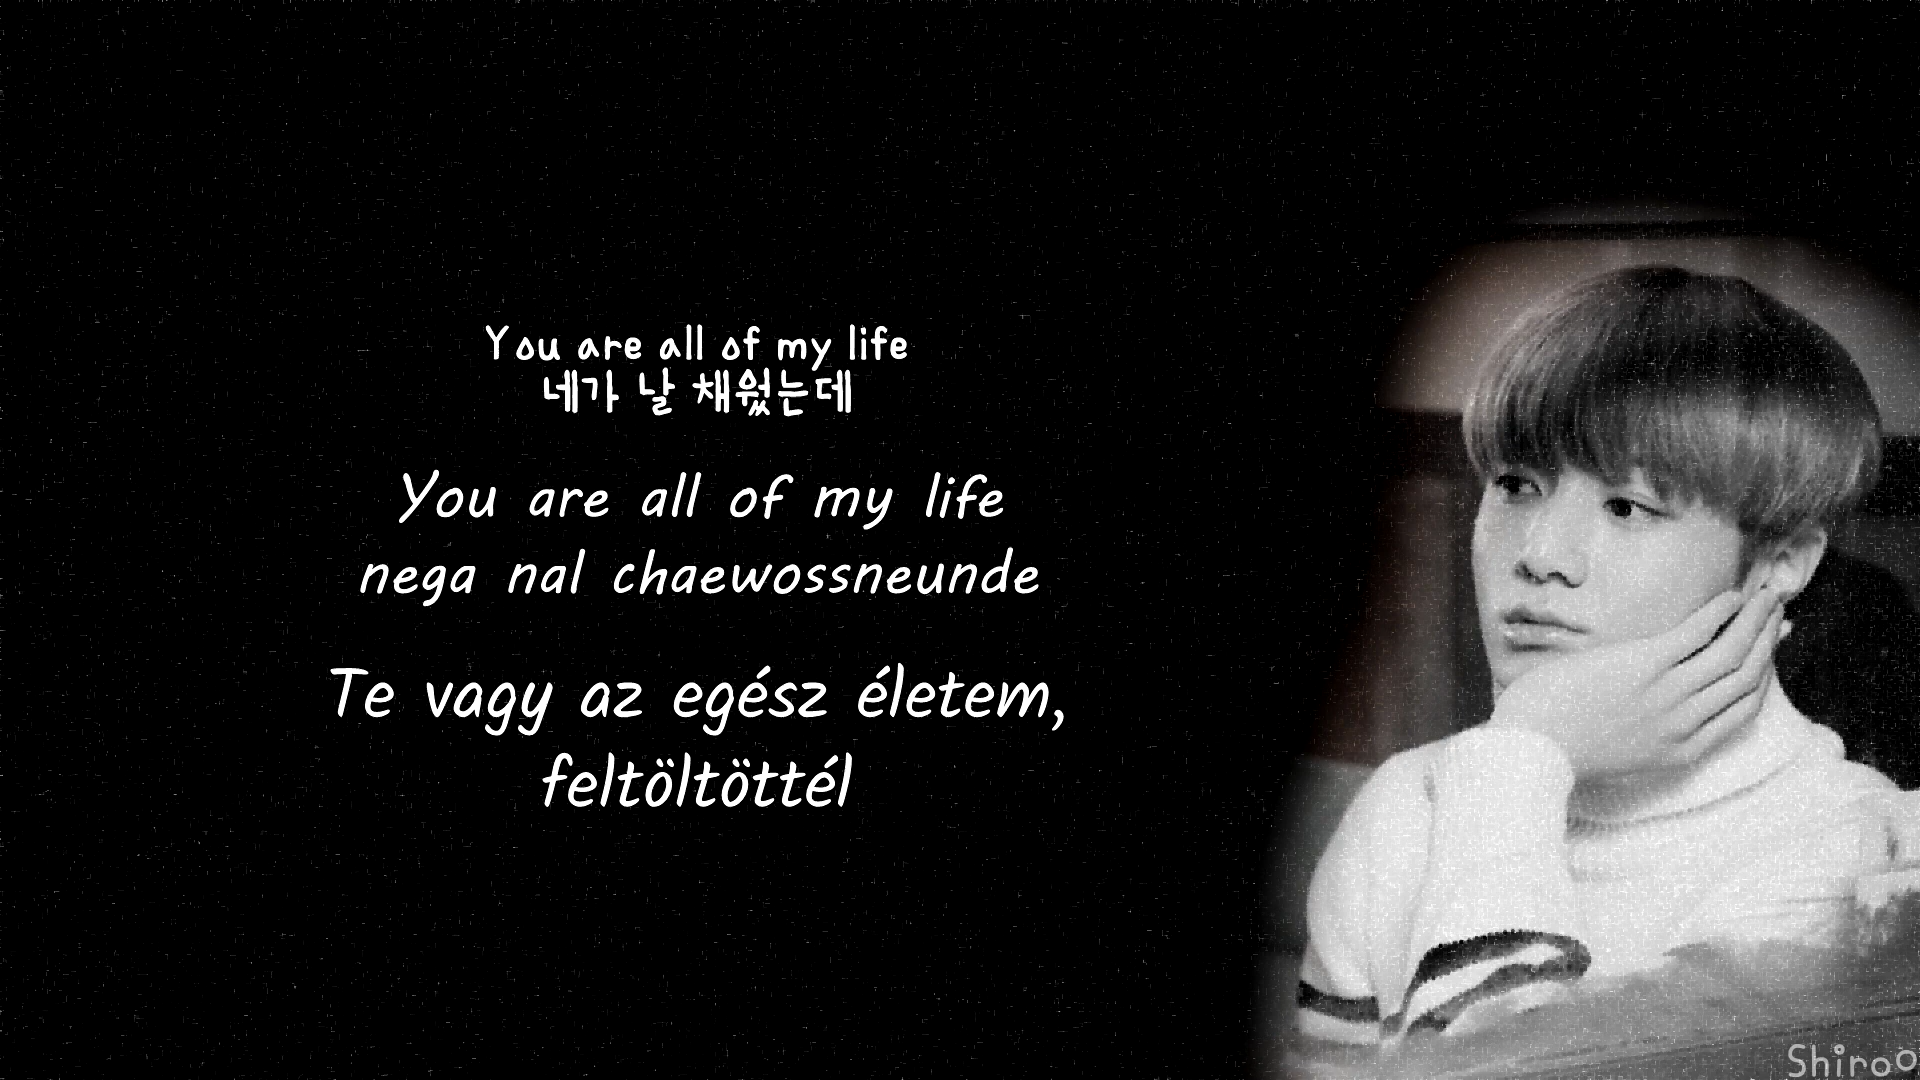 You are all of my life
네가 날 채웠는데
You are all of my life
nega nal chaewossneunde
Te vagy az egész életem,
feltöltöttél
Shiroo